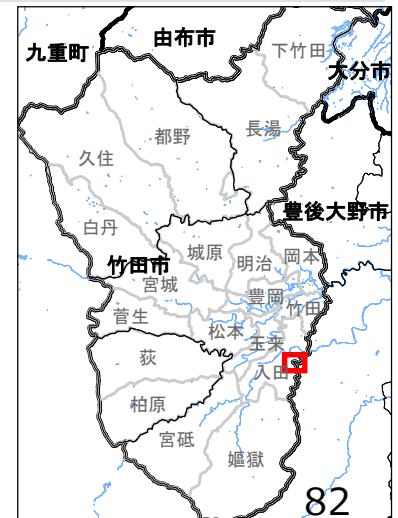 由布市
九重町
下竹田
大分市
都野
長湯
久住
白丹
豊後大野市
城原
岡本
明治
竹田市
宮城
豊岡
竹田
菅生
松本
玉来
荻
入田
柏原
宮砥
嫗獄
82